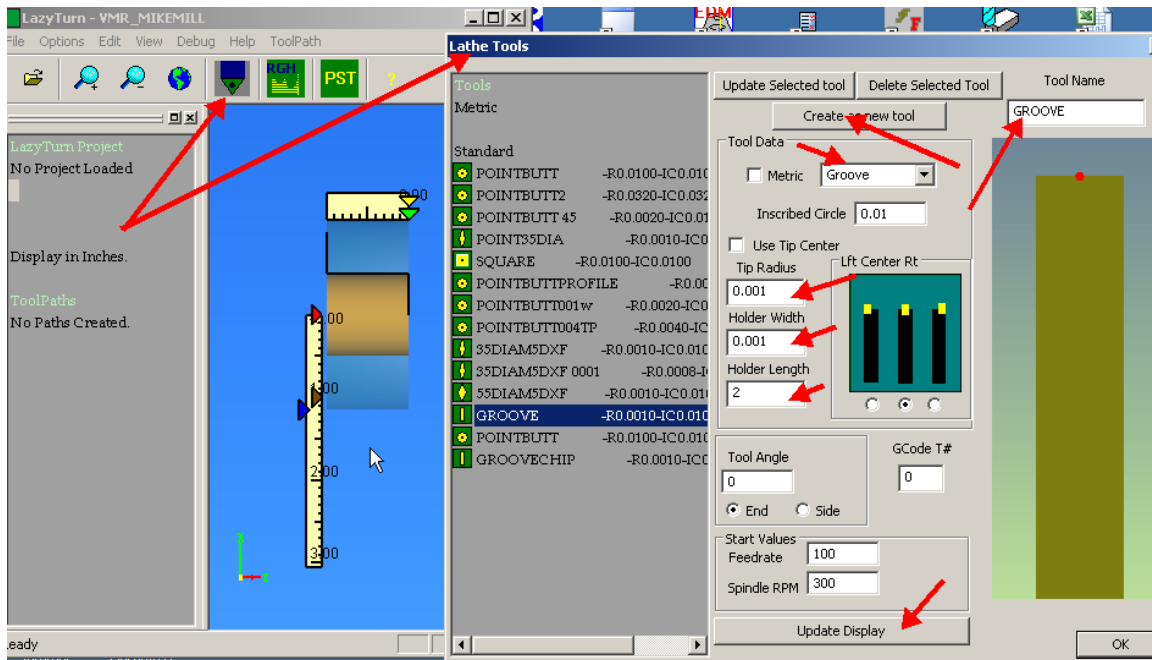 LazyTurn - VMR_MIKEMILL
File Options Edit View Debug Help ToolPath
RGH
PST
?
LazyTurn Project
No Project Loaded
Display in Inches.
ToolPaths
No Paths Created.
0.00
0.00
1.00
2.00
3.00
Lathe Tools
Tools
Metric
Standard
POINTBUTT -R0.0100-IC0.010
POINTBUTT2 -R0.0320-IC0.032
POINTBUTT 45 -R0.0020-IC0.01
POINT35DIA -R0.0010-IC0
SQUARE -R0.0100-IC0.0100
POINTBUTTPROFILE -R0.00
POINTBUTT001w -R0.0020-IC0
POINTBUTT004TP -R0.0040-IC
35DIAM5DXF -R0.0010-IC0.010
35DIAM5DXF 0001 -R0.0008-I
55DIAM5DXF -R0.0010-IC0.01
GROOVE -R0.0010-IC0.010
POINTBUTT -R0.0100-IC0.010
GROOVECHIP -R0.0010-IC
Update Selected tool Delete Selected Tool
Create as new tool
Tool Name
GROOVE
Tool Data
Metric Groove
Inscribed Circle 0.01
Use Tip Center
Tip Radius
0.001
Lft Center Rt
Holder Width
0.001
Holder Length
2
Tool Angle
0
End Side
GCode T#
0
Start Values
Feedrate 100
Spindle RPM 300
Update Display
OK